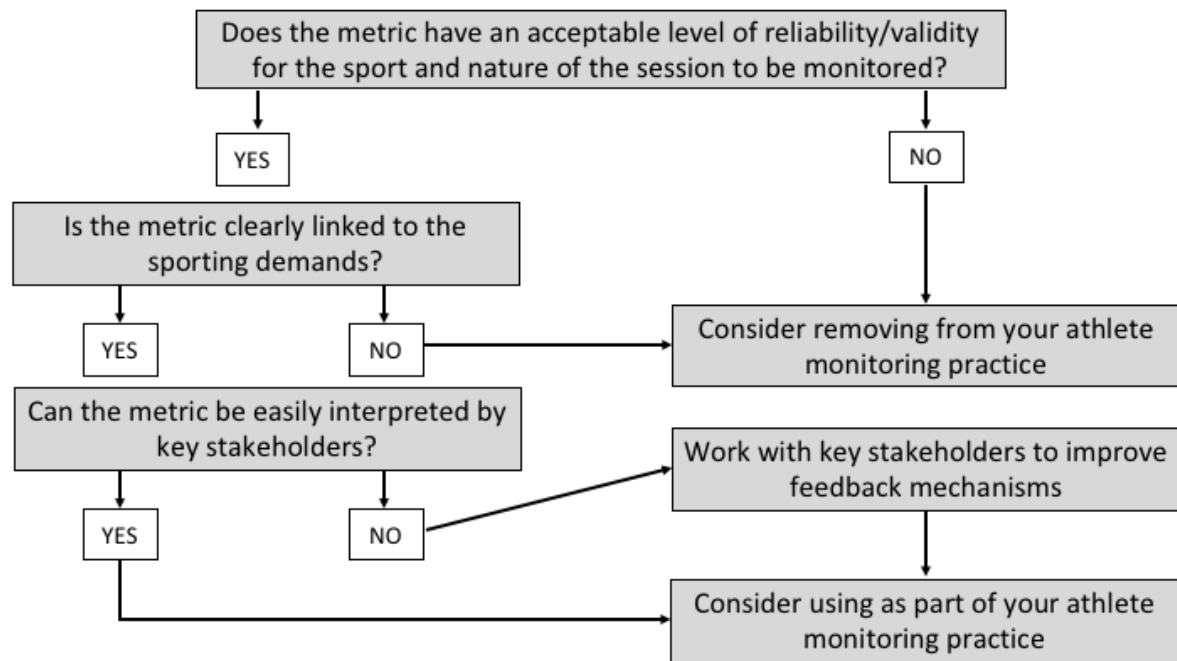 Does the metric have an acceptable level of reliability/validity
for the sport and nature of the session to be monitored?
YES
NO
Is the metric clearly linked to the
sporting demands?
YES
NO
Consider removing from your athlete
monitoring practice
Can the metric be easily interpreted by
key stakeholders?
Work with key stakeholders to improve
feedback mechanisms
YES
NO
Consider using as part of your athlete
monitoring practice